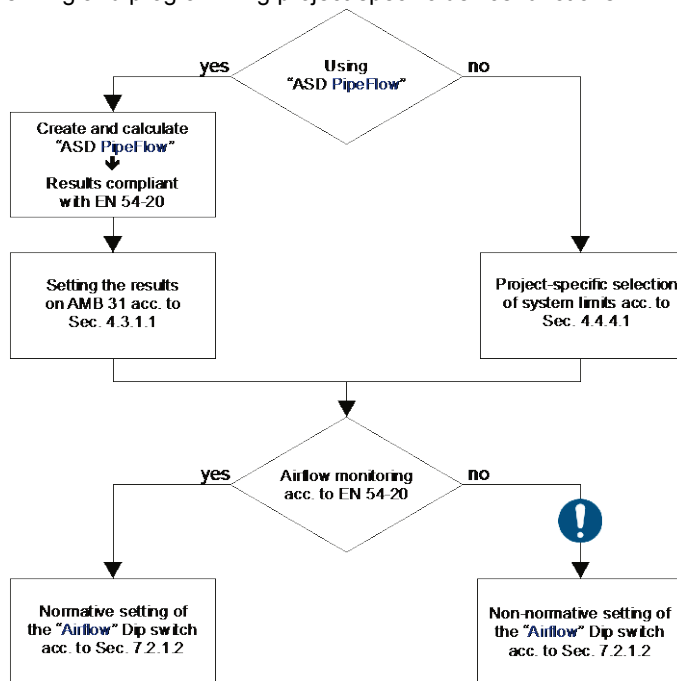 yes
Using
"ASD PipeFlow"
no
Create and calculate
"ASD PipeFlow"
Results compliant
with EN 54-20
Setting the results
on AMB 31 acc. to
Sec. 4.3.1.1
Project-specific selection
of system limits acc. to
Sec. 4.4.4.1
yes
Airflow monitoring
acc. to EN 54-20
no
!
Normative setting of
the "Airflow" Dip switch
acc. to Sec. 7.2.1.2
Non-normative setting of
the "Airflow" Dip switch
acc. to Sec. 7.2.1.2